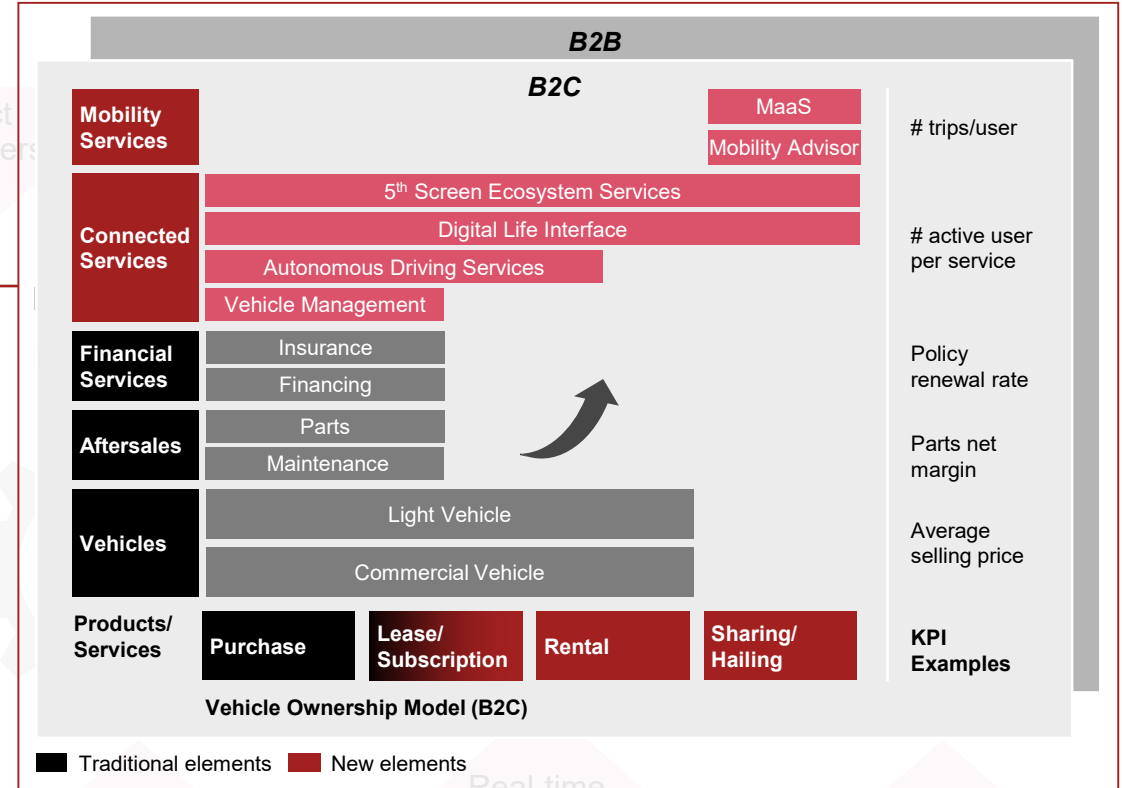 B2B
B2C
Mobility
Services
MaaS
Mobility Advisor
# trips/user
Connected
Services
5th Screen Ecosystem Services
Digital Life Interface
Autonomous Driving Services
Vehicle Management
# active user
per service
Financial
Services
Insurance
Financing
Policy
renewal rate
Aftersales
Parts
Maintenance
Parts net
margin
Vehicles
Light Vehicle
Commercial Vehicle
Average
selling price
Products/
Services
Purchase
Lease/
Subscription
Rental
Sharing/
Hailing
KPI
Examples
Vehicle Ownership Model (B2C)
Traditional elements
New elements
Real-time